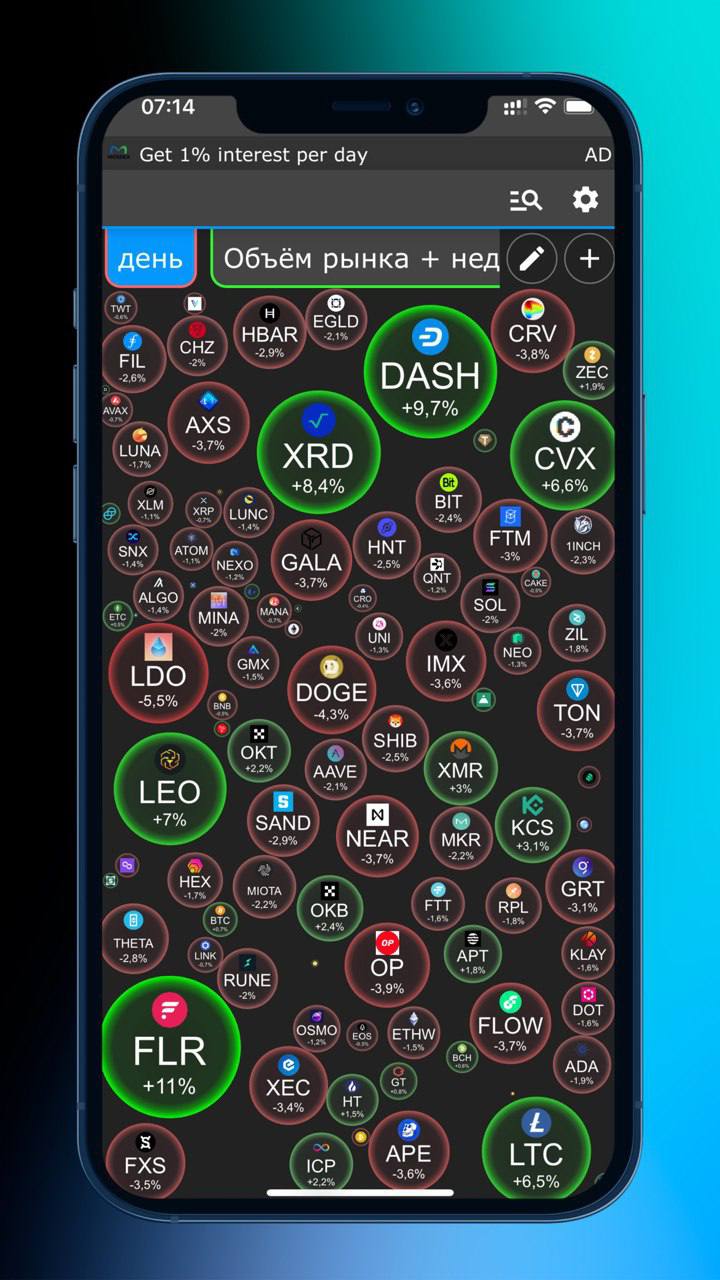 07:14
Get 1% interest per day
AD
день
Объём рынка + нед
TWT
-0,6%
FIL
-2,6%
CHZ
-2%
HBAR
-2,9%
EGLD
-2,1%
DASH
+9,7%
CRV
-3,8%
ZEC
+1,9%
AVAX
-0,7%
LUNA
-1,7%
AXS
-3,7%
XRD
+8,4%
CVX
+6,6%
BIT
-2,4%
XLM
-1,1%
XRP
-0,7%
LUNC
-1,4%
SNX
-1,4%
ATOM
-1,1%
NEXO
-1,2%
GALA
-3,7%
HNT
-2,5%
FTM
-3%
1INCH
-2,3%
QNT
-1,2%
CAKE
-0,8%
ALGO
-1,4%
ETC
+0,5%
MINA
-2%
MANA
-0,7%
CRO
-0,4%
SOL
-2%
UNI
-1,3%
NEO
-1,3%
ZIL
-1,8%
LDO
-5,5%
GMX
-1,5%
DOGE
-4,3%
IMX
-3,6%
TON
-3,7%
BNB
-0,5%
OKT
+2,2%
SHIB
-2,5%
AAVE
-2,1%
XMR
+3%
LEO
+7%
SAND
-2,9%
NEAR
-3,7%
MKR
-2,2%
KCS
+3,1%
HEX
-1,7%
MIOTA
-2,2%
OKB
+2,4%
FTT
-1,6%
RPL
-1,8%
GRT
-3,1%
BTC
+0,7%
THETA
-2,8%
LINK
-0,7%
RUNE
-2%
OP
OP
-3,9%
APT
+1,8%
KLAY
-1,6%
FLR
+11%
OSMO
-1,2%
EOS
-0,5%
ETHW
-1,5%
FLOW
-3,7%
DOT
-1,6%
BCH
+0,6%
ADA
-1,9%
XEC
-3,4%
HT
+1,5%
GT
+0,8%
FXS
-3,5%
ICP
+2,2%
APE
-3,6%
LTC
+6,5%